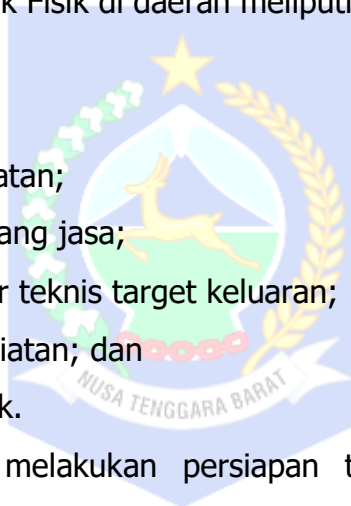 k Fisik di daerah meliputi
atan;
ang jasa;
r teknis target keluaran;
iatan; dan
NUSA TENGGARA BARAT
k.
melakukan persiapan t